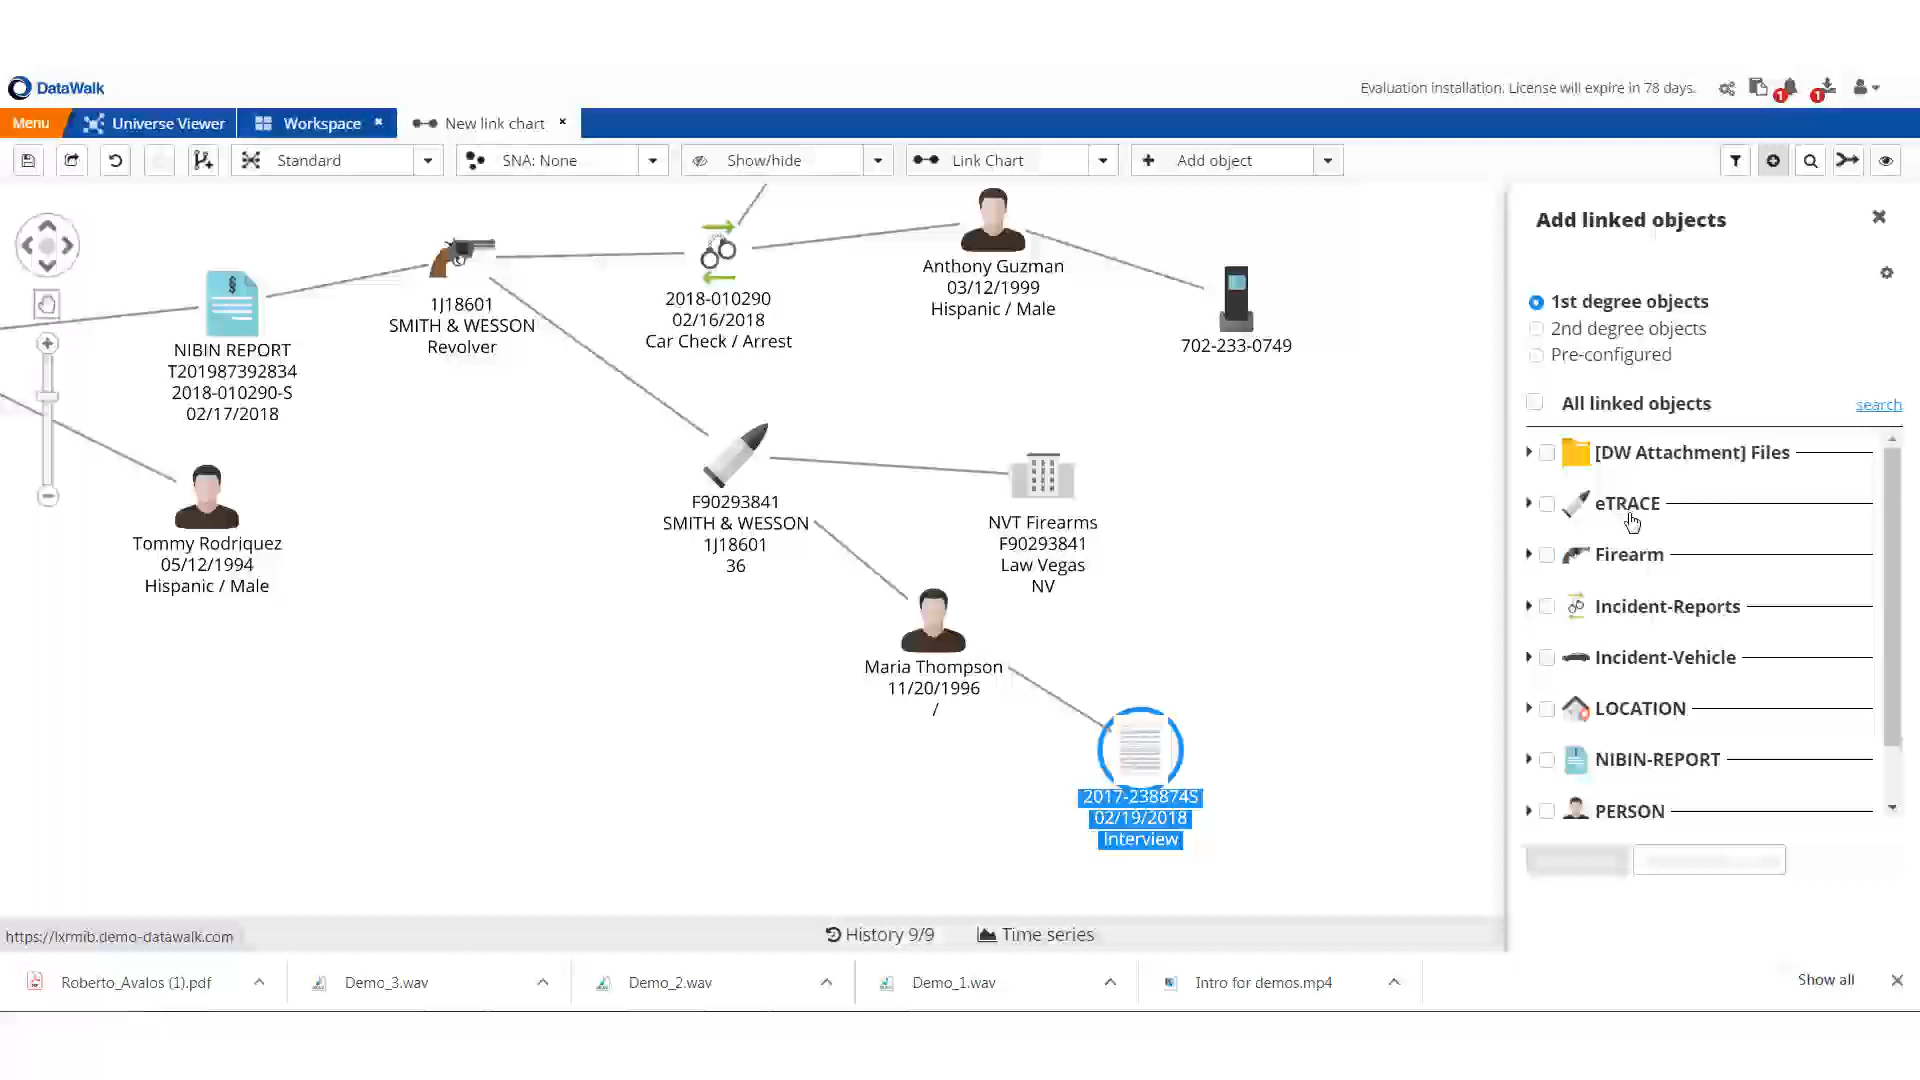 DataWalk
Evaluation installation. License will expire in 78 days.
1
1
Menu
Universe Viewer
Workspace
New link chart
Standard
SNA: None
Show/hide
Link Chart
Add object
NIBIN REPORT
T201987392834
2018-010290-S
02/17/2018
1J18601
SMITH & WESSON
Revolver
2018-010290
02/16/2018
Car Check / Arrest
Anthony Guzman
03/12/1999
Hispanic / Male
702-233-0749
Tommy Rodriquez
05/12/1994
Hispanic / Male
F90293841
SMITH & WESSON
1J18601
36
NVT Firearms
F90293841
Law Vegas
NV
Maria Thompson
11/20/1996
/
2017-238874S
02/19/2018
Interview
Add linked objects
1st degree objects
2nd degree objects
Pre-configured
All linked objects
search
[DW Attachment] Files
eTRACE
Firearm
Incident-Reports
Incident-Vehicle
LOCATION
NIBIN-REPORT
PERSON
https://lxrmib.demo-datawalk.com
History 9/9
Time series
Roberto_Avalos (1).pdf
Demo_3.wav
Demo_2.wav
Demo_1.wav
Intro for demos.mp4
Show all